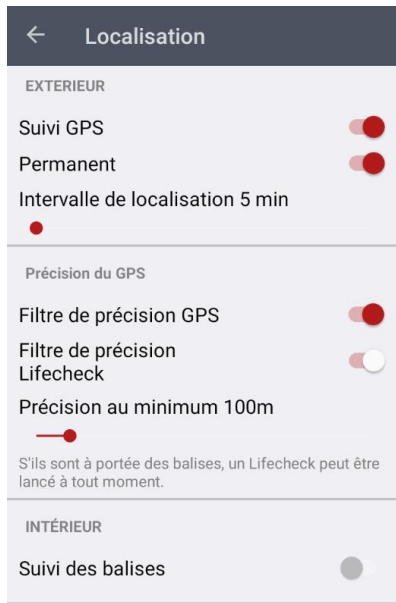 Localisation
EXTERIEUR
Suivi GPS
Permanent
Intervalle de localisation 5 min
Précision du GPS
Filtre de précision GPS
Filtre de précision
Lifecheck
Précision au minimum 100m
S'ils sont à portée des balises, un Lifecheck peut être
lancé à tout moment.
INTÉRIEUR
Suivi des balises